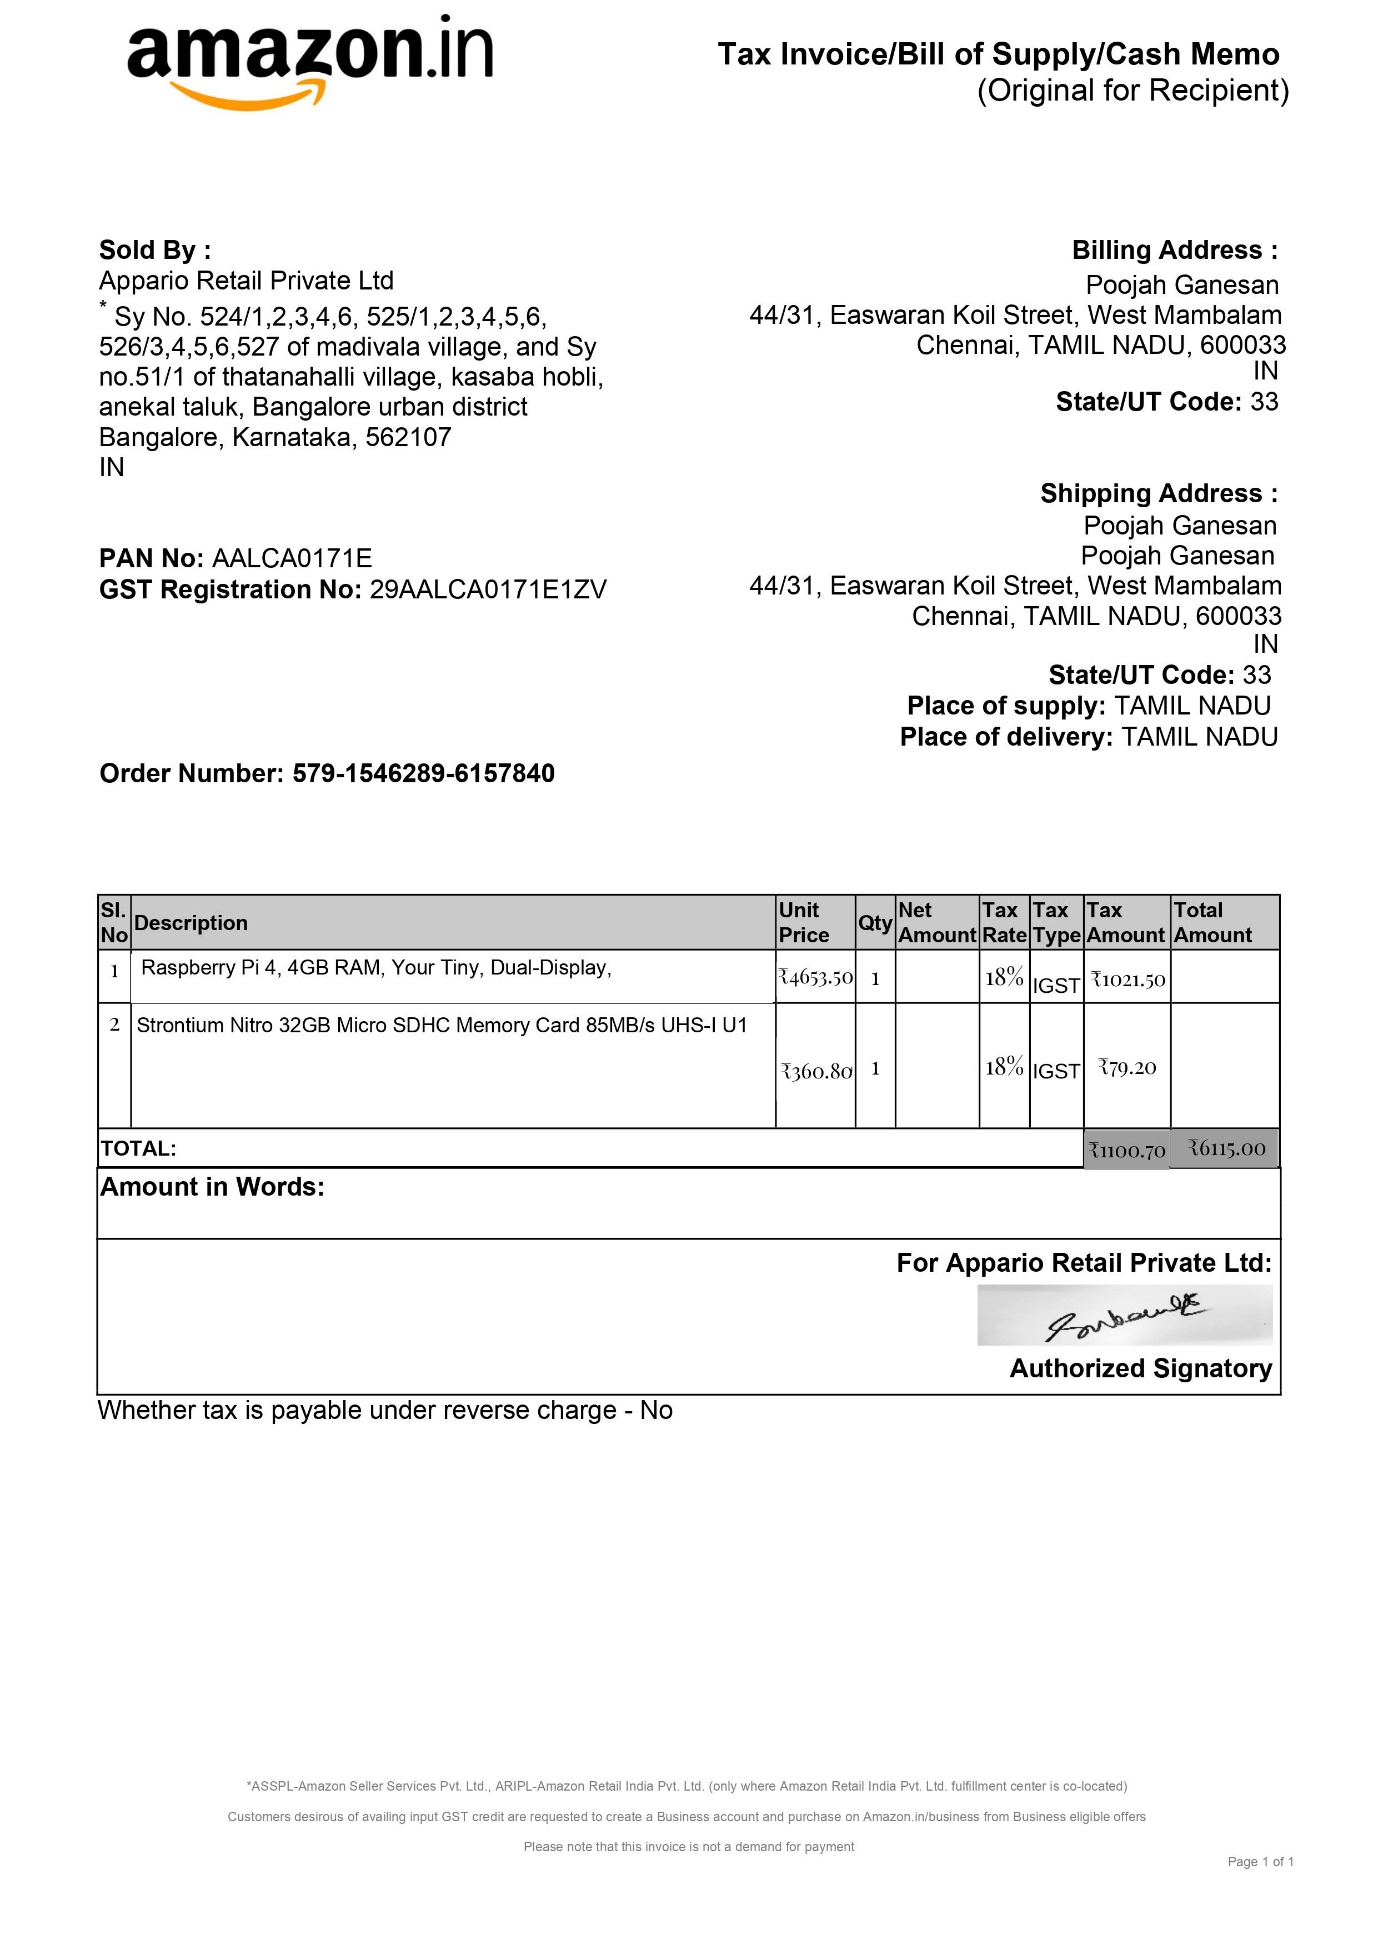 amazon.in
Tax Invoice/Bill of Supply/Cash Memo
(Original for Recipient)
Sold By :
Appario Retail Private Ltd
* Sy No. 524/1,2,3,4,6, 525/1,2,3,4,5,6,
526/3,4,5,6,527 of madivala village, and Sy
no.51/1 of thatanahalli village, kasaba hobli,
anekal taluk, Bangalore urban district
Bangalore, Karnataka, 562107
IN
PAN No: AALCA0171E
GST Registration No: 29AALCA0171E1ZV
Billing Address :
Poojah Ganesan
44/31, Easwaran Koil Street, West Mambalam
Chennai, TAMIL NADU, 600033
IN
State/UT Code: 33
Shipping Address :
Poojah Ganesan
Poojah Ganesan
44/31, Easwaran Koil Street, West Mambalam
Chennai, TAMIL NADU, 600033
IN
State/UT Code: 33
Place of supply: TAMIL NADU
Place of delivery: TAMIL NADU
Order Number: 579-1546289-6157840
Sl. No Description Unit Price Qty Net Amount Tax Rate Tax Type Tax Amount Total Amount
1 Raspberry Pi 4, 4GB RAM, Your Tiny, Dual-Display, ₹4653.50 1 18% IGST ₹1021.50
2 Strontium Nitro 32GB Micro SDHC Memory Card 85MB/s UHS-I U1 ₹360.80 1 18% IGST ₹79.20
TOTAL: ₹1100.70 ₹6115.00
Amount in Words:
For Appario Retail Private Ltd:
Authorized Signatory
Whether tax is payable under reverse charge - No
*ASSPL-Amazon Seller Services Pvt. Ltd., ARIPL-Amazon Retail India Pvt. Ltd. (only where Amazon Retail India Pvt. Ltd. fulfillment center is co-located)
Customers desirous of availing input GST credit are requested to create a Business account and purchase on Amazon.in/business from Business eligible offers
Please note that this invoice is not a demand for payment
Page 1 of 1